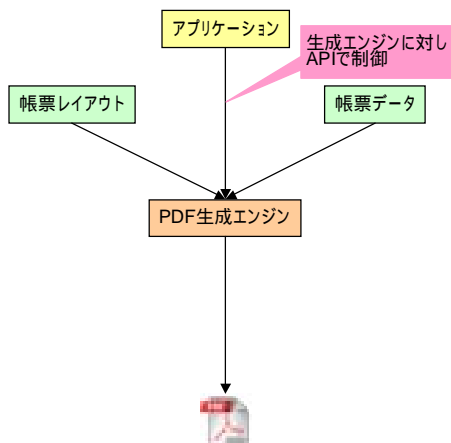 アプリケーション
生成エンジンに対し
APIで制御
帳票レイアウト
帳票データ
PDF生成エンジン